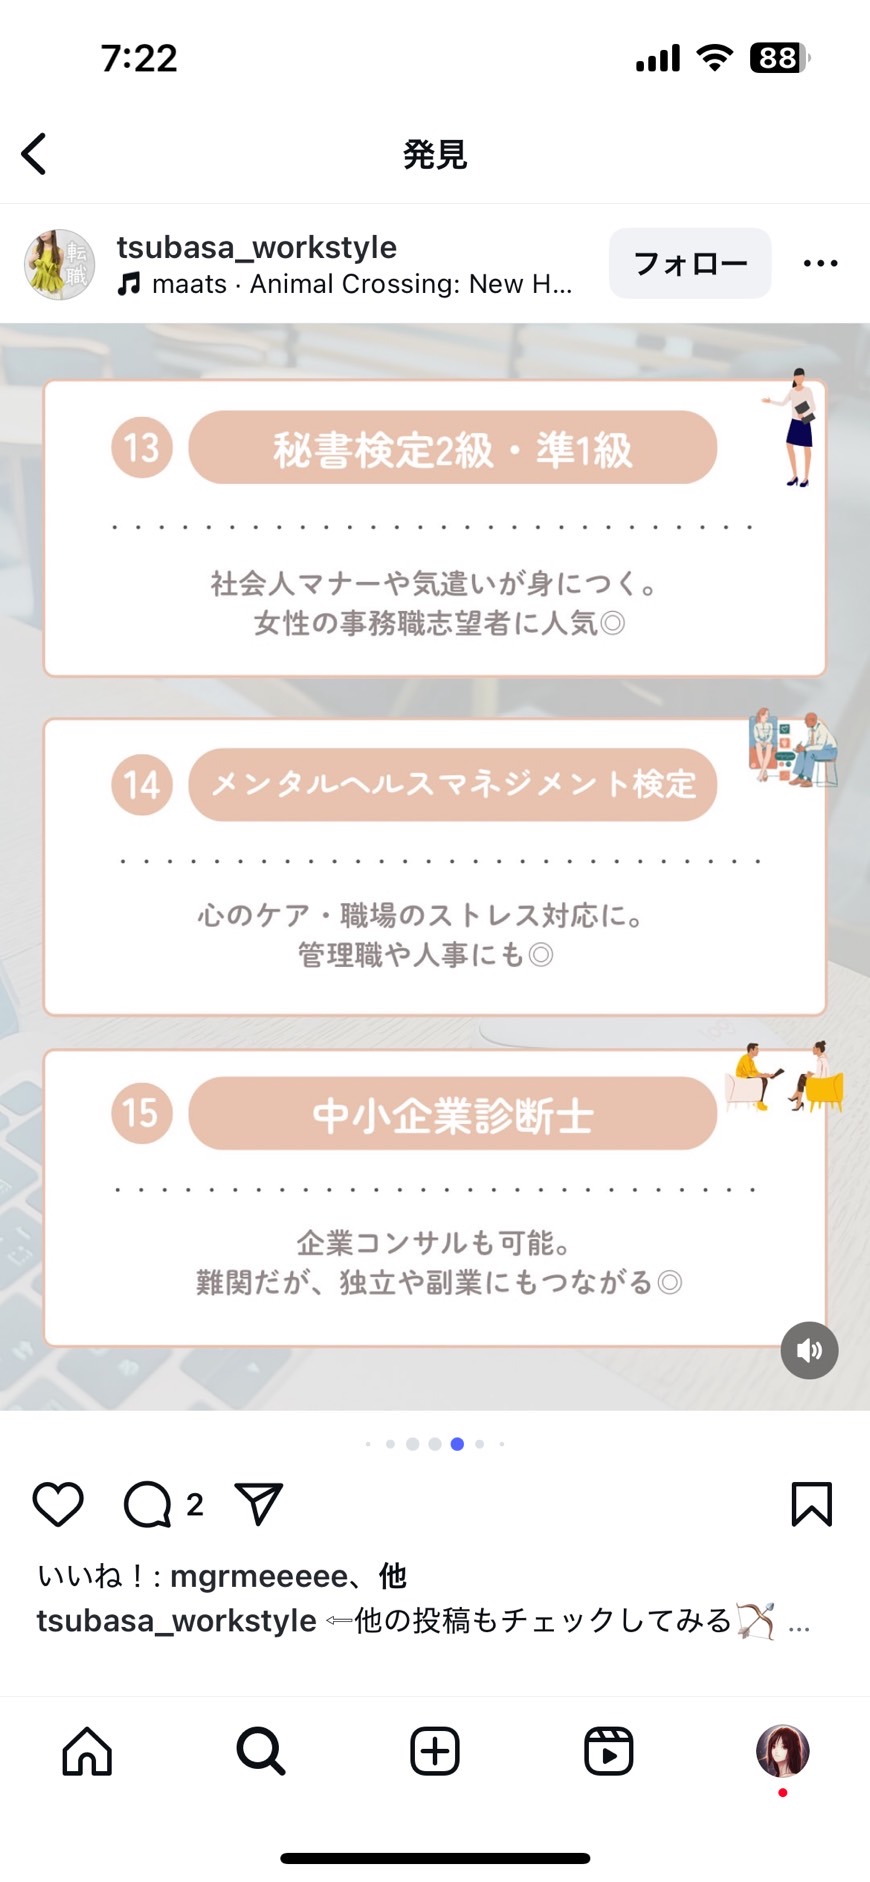 7:22
88
発見
転
職
tsubasa_workstyle
maats · Animal Crossing: New H...
フォロー
13
秘書検定2級・準1級
社会人マナーや気遣いが身につく。
女性の事務職志望者に人気◎
14
メンタルヘルスマネジメント検定
心のケア・職場のストレス対応に。
管理職や人事にも◎
15
中小企業診断士
企業コンサルも可能。
難関だが、独立や副業にもつながる◎
2
いいね！: mgrmeeeee、他
tsubasa_workstyle ⇐他の投稿もチェックしてみる🏹 ...